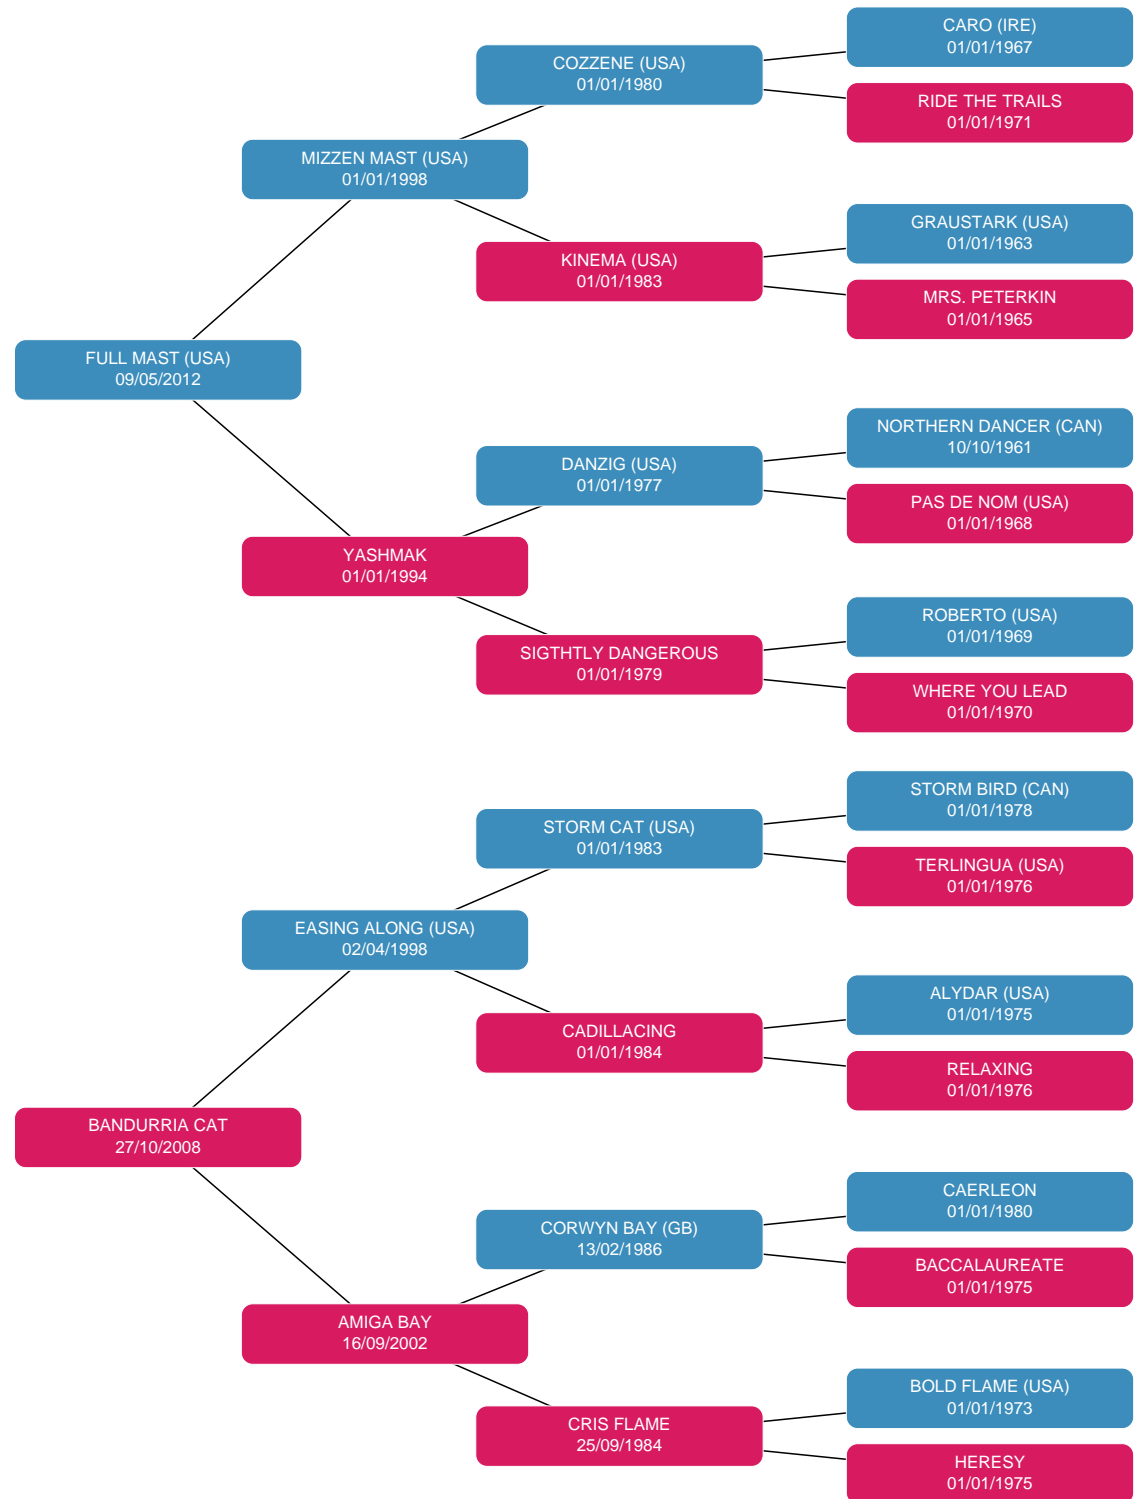 CARO (IRE)
01/01/1967
COZZENE (USA)
01/01/1980
RIDE THE TRAILS
01/01/1971
MIZZEN MAST (USA)
01/01/1998
GRAUSTARK (USA)
01/01/1963
KINEMA (USA)
01/01/1983
MRS. PETERKIN
01/01/1965
FULL MAST (USA)
09/05/2012
NORTHERN DANCER (CAN)
10/10/1961
DANZIG (USA)
01/01/1977
PAS DE NOM (USA)
01/01/1968
YASHMAK
01/01/1994
ROBERTO (USA)
01/01/1969
SIGTHTLY DANGEROUS
01/01/1979
WHERE YOU LEAD
01/01/1970
STORM BIRD (CAN)
01/01/1978
STORM CAT (USA)
01/01/1983
TERLINGUA (USA)
01/01/1976
EASING ALONG (USA)
02/04/1998
ALYDAR (USA)
01/01/1975
CADILLACING
01/01/1984
RELAXING
01/01/1976
BANDURRIA CAT
27/10/2008
CAERLEON
01/01/1980
CORWYN BAY (GB)
13/02/1986
BACCALAUREATE
01/01/1975
AMIGA BAY
16/09/2002
BOLD FLAME (USA)
01/01/1973
CRIS FLAME
25/09/1984
HERESY
01/01/1975